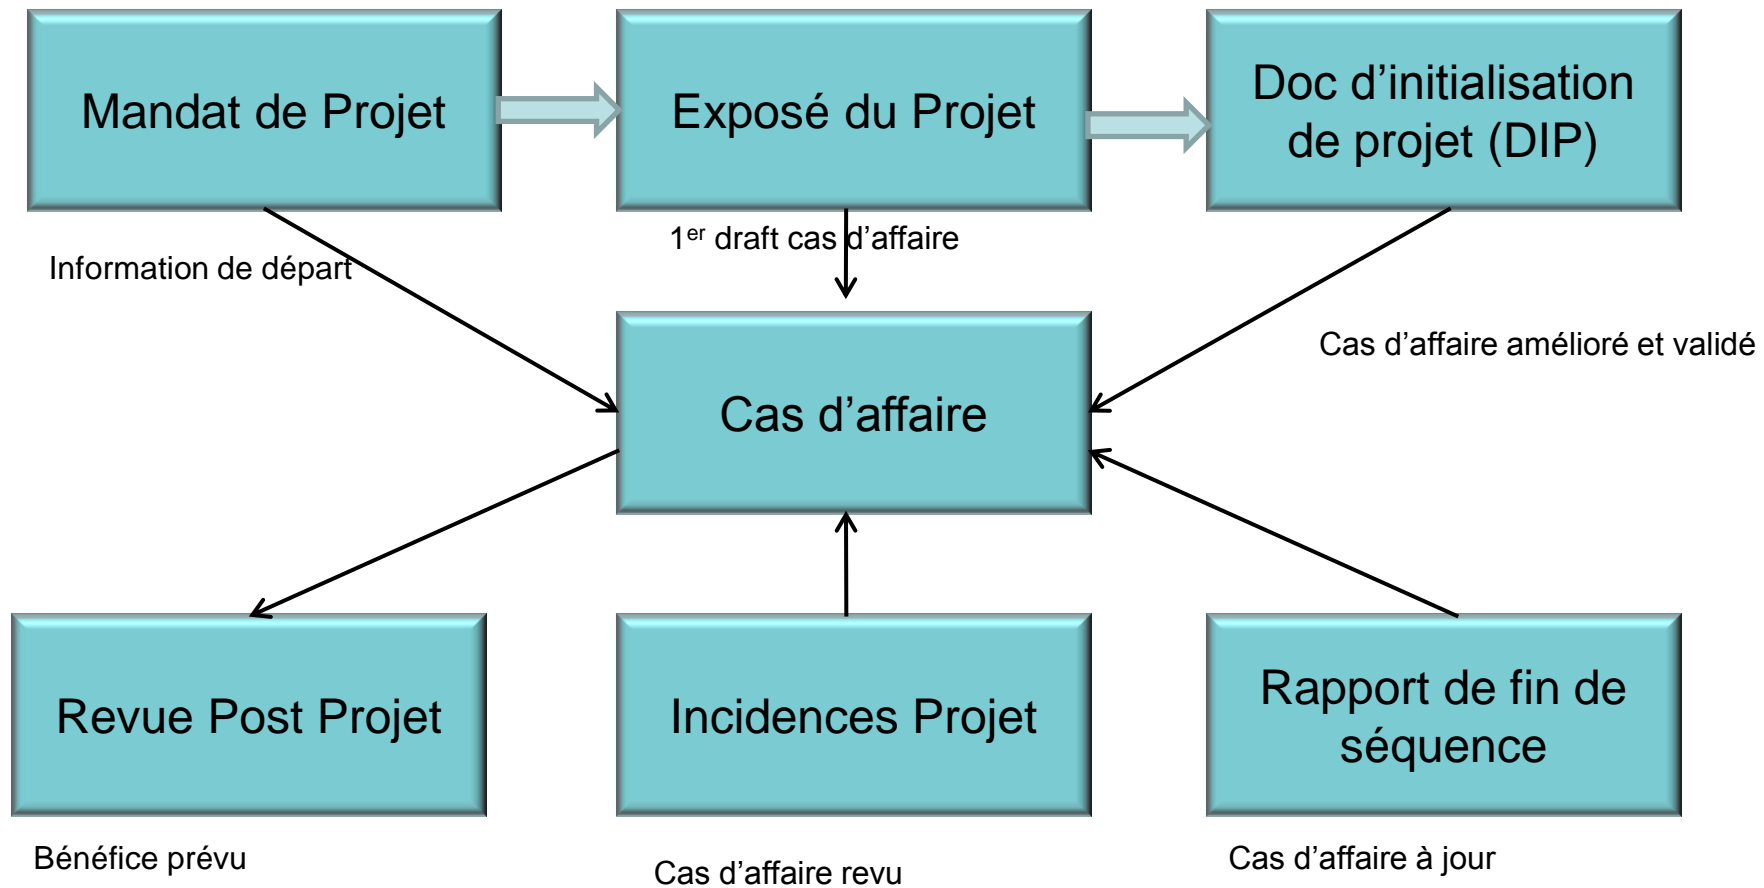 Mandat de Projet
Exposé du Projet
Doc d’initialisation
de projet (DIP)
Information de départ
1er draft cas d’affaire
Cas d’affaire amélioré et validé
Cas d’affaire
Revue Post Projet
Incidences Projet
Rapport de fin de
séquence
Bénéfice prévu
Cas d’affaire revu
Cas d’affaire à jour